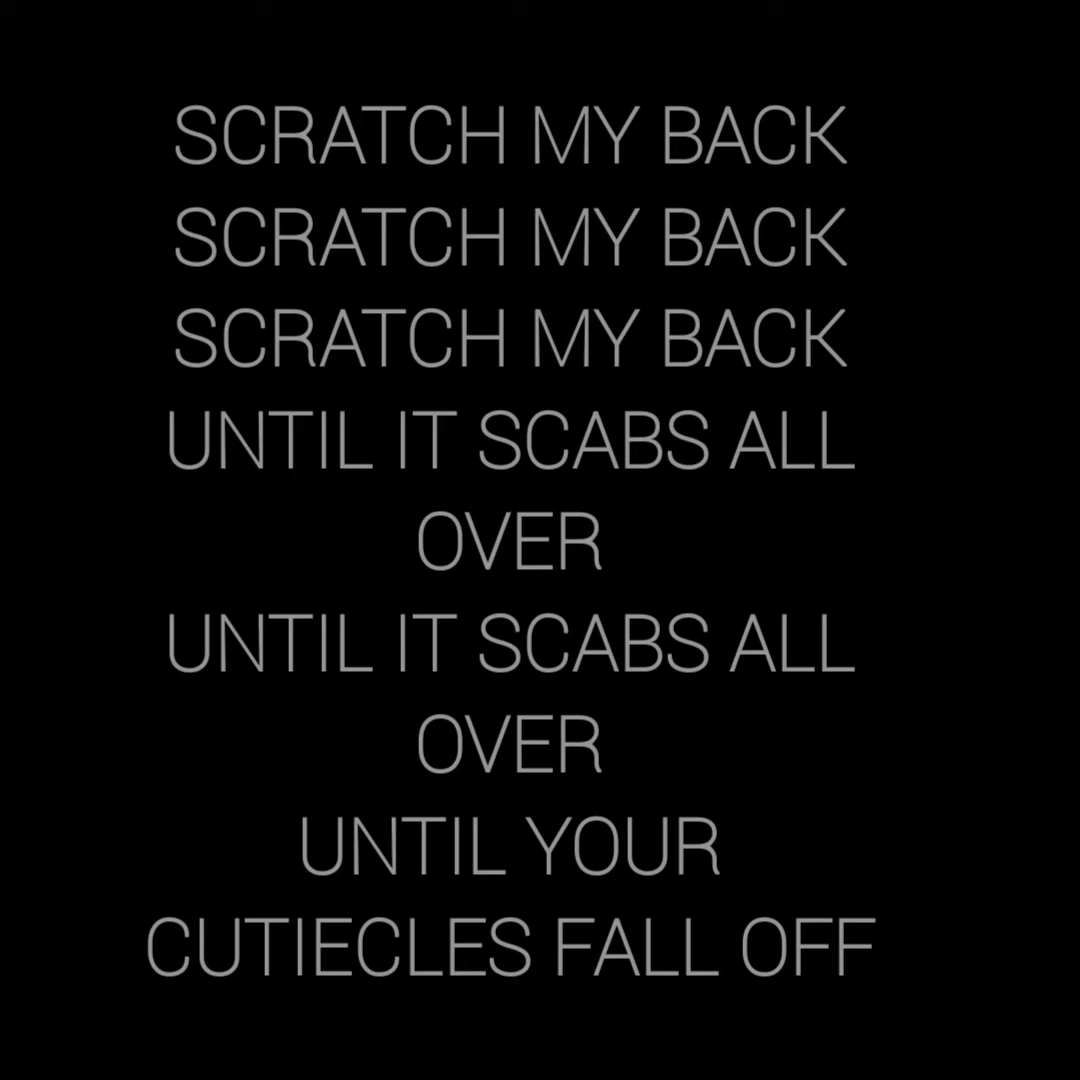 SCRATCH MY BACK
SCRATCH MY BACK
SCRATCH MY BACK
UNTIL IT SCABS ALL
OVER
UNTIL IT SCABS ALL
OVER
UNTIL YOUR
CUTIECLES FALL OFF